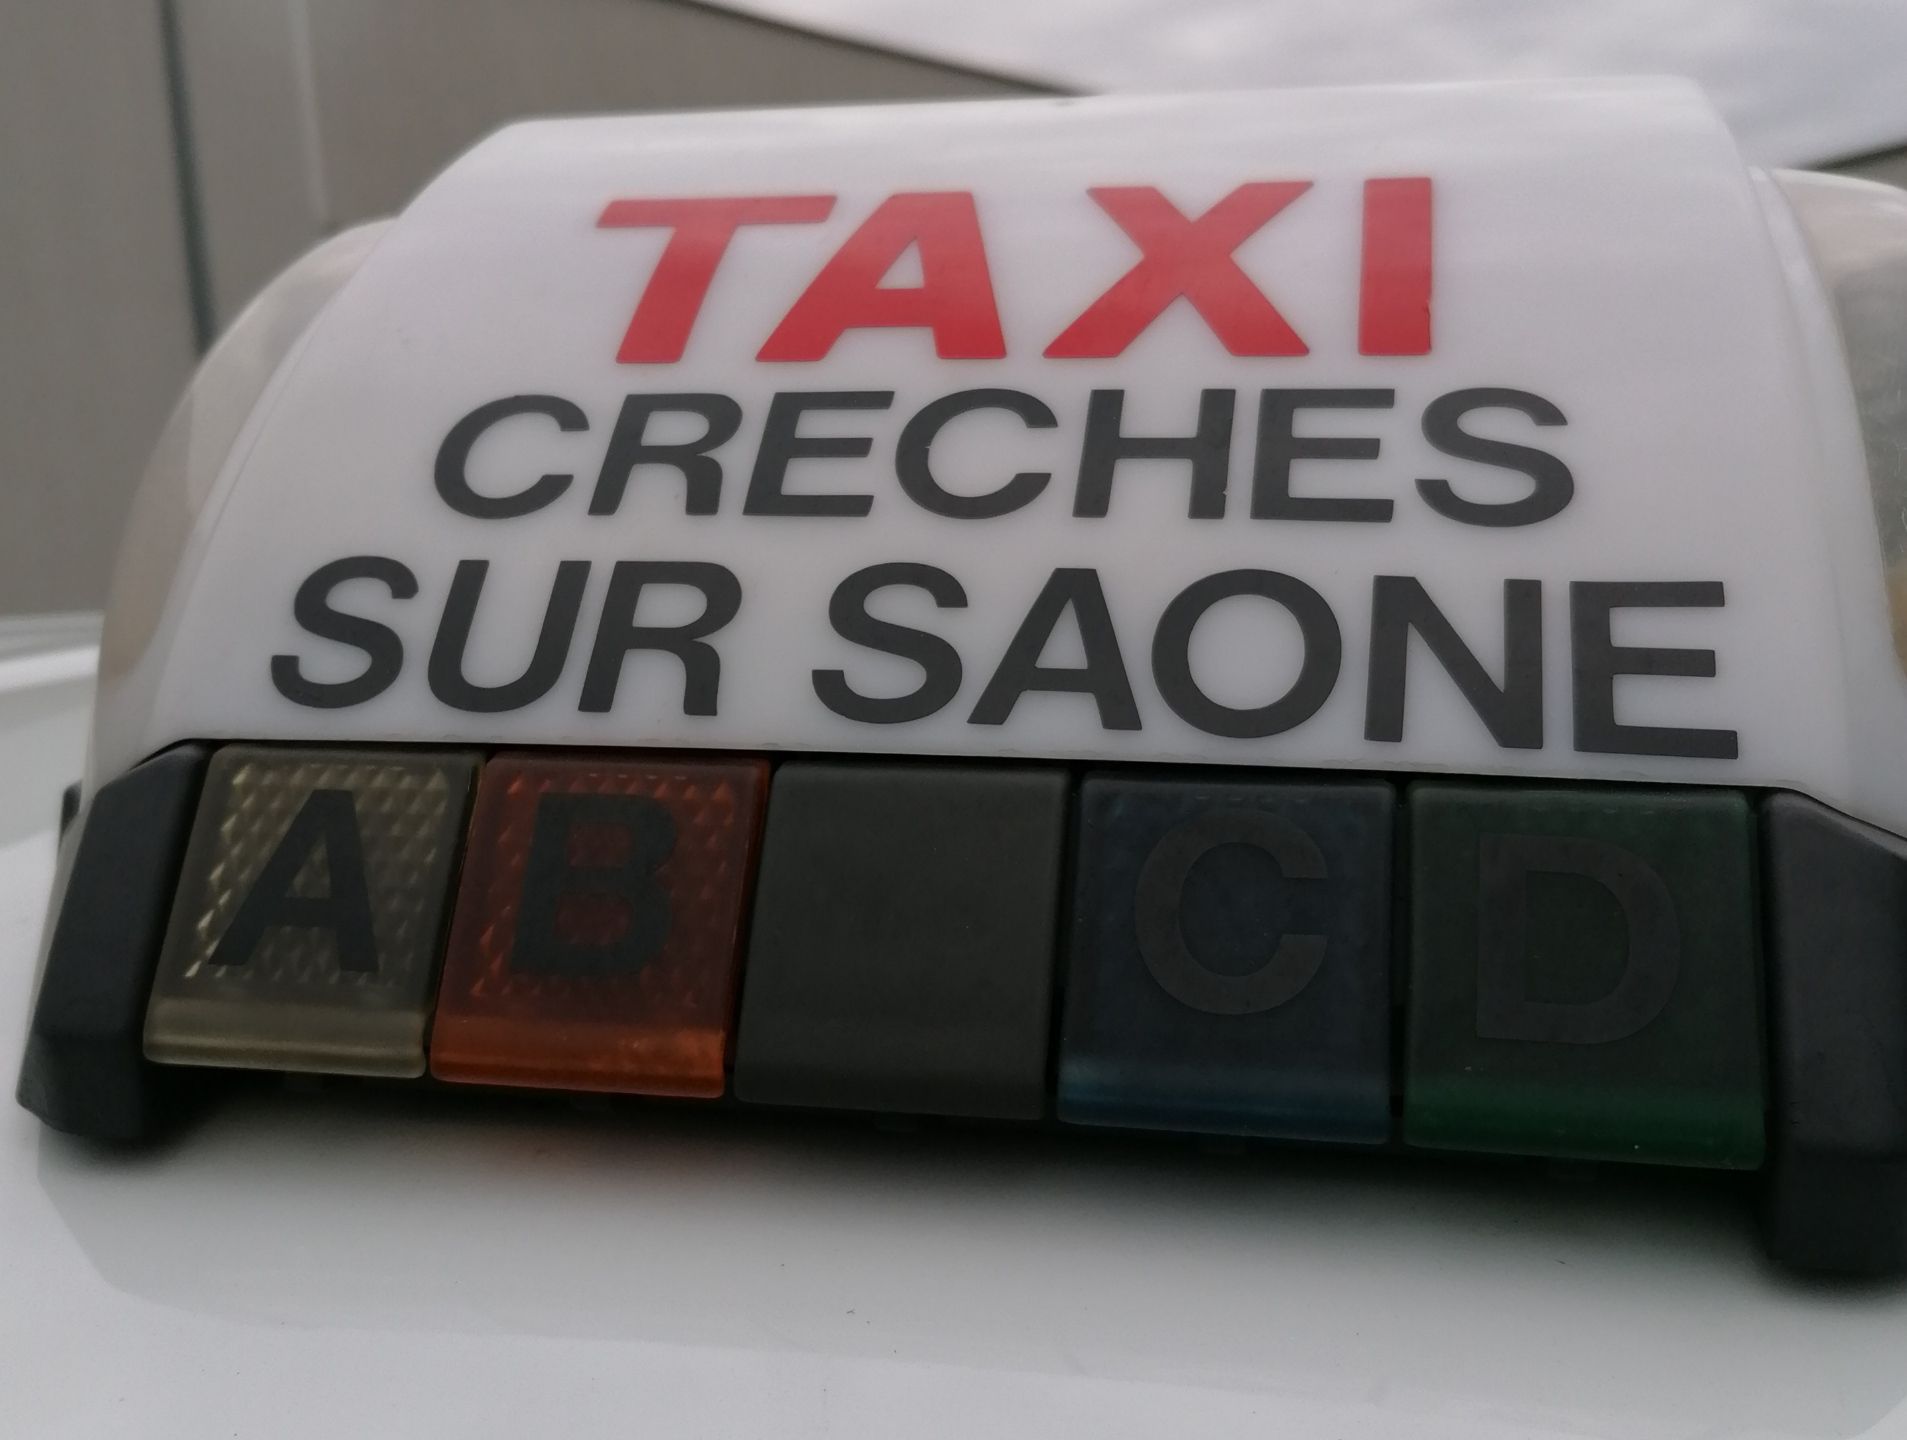 TAXI
CRECHES
SUR SAONE
A B C D